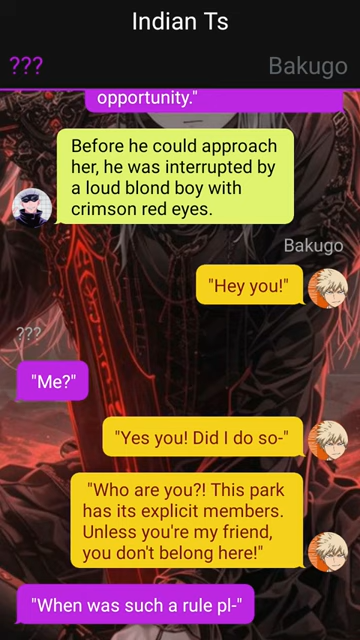 Indian Ts
???
Bakugo
opportunity."
Before he could approach
her, he was interrupted by
a loud blond boy with
crimson red eyes.
Bakugo
"Hey you!"
???
"Me?"
"Yes you! Did I do so-"
"Who are you?! This park
has its explicit members.
Unless you're my friend,
you don't belong here!"
"When was such a rule pl-"